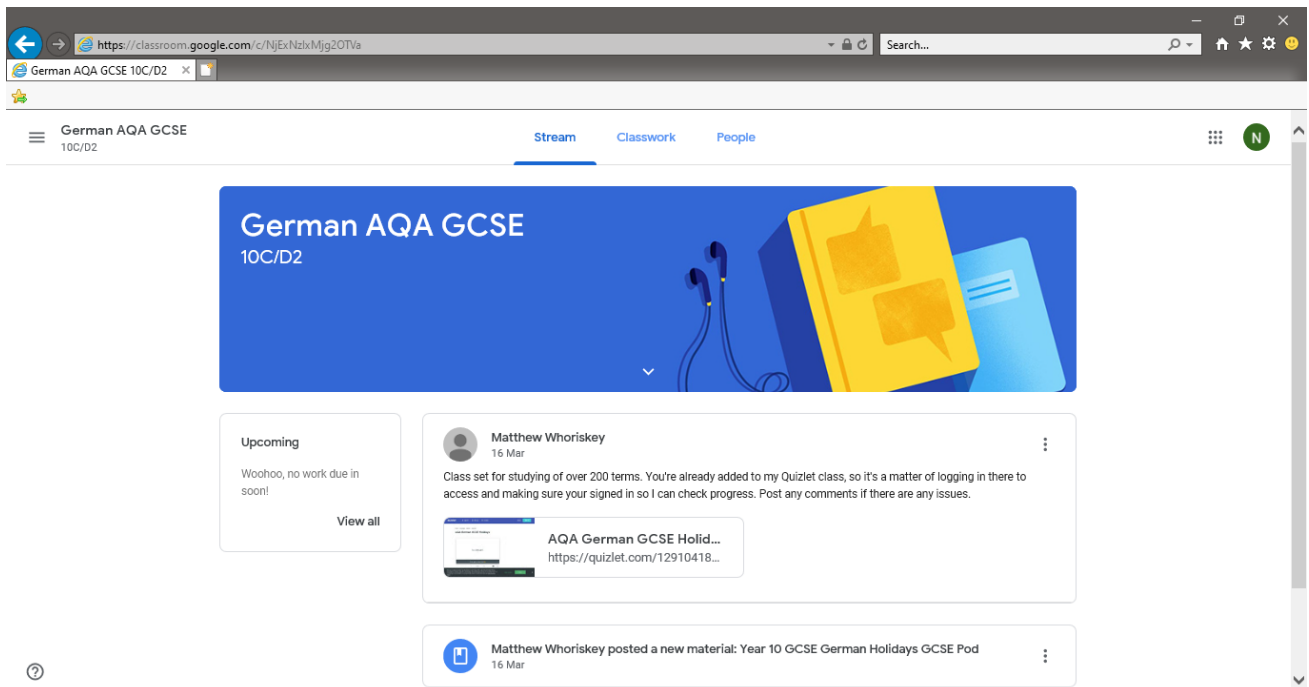 https://classroom.google.com/c/NjExNzIxMjg2OTVa
Search...
German AQA GCSE 10C/D2
German AQA GCSE
10C/D2
Stream
Classwork
People
N
German AQA GCSE
10C/D2
Upcoming
Woohoo, no work due in
soon!
View all
Matthew Whoriskey
16 Mar
Class set for studying of over 200 terms. You're already added to my Quizlet class, so it's a matter of logging in there to
access and making sure your signed in so I can check progress. Post any comments if there are any issues.
AQA German GCSE Holid...
https://quizlet.com/12910418...
Matthew Whoriskey posted a new material: Year 10 GCSE German Holidays GCSE Pod
16 Mar